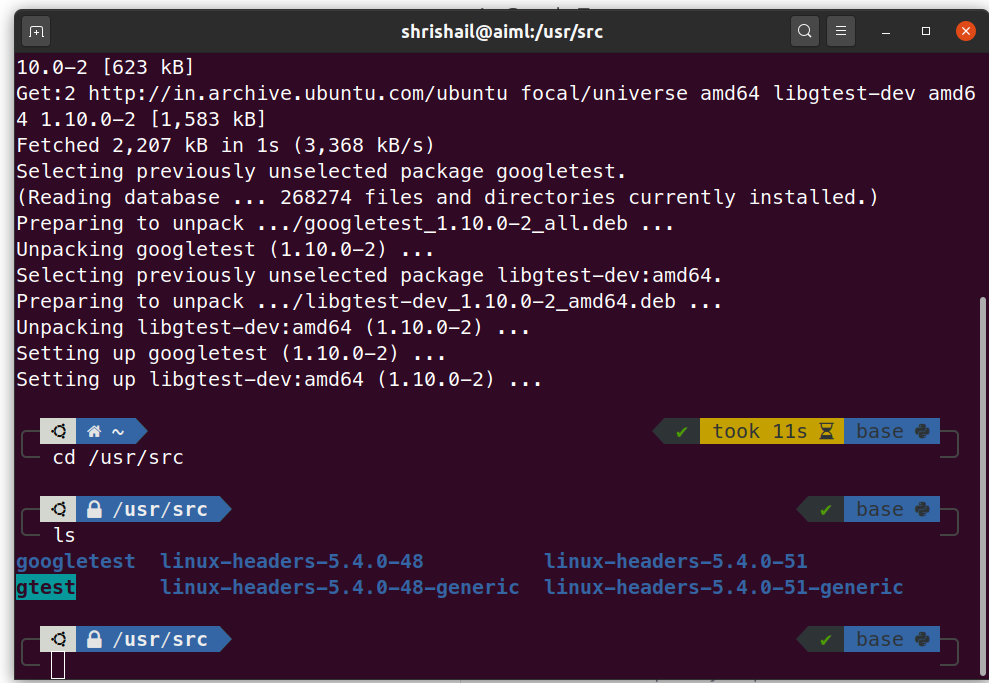 shrishail@aiml:/usr/src
10.0-2 [623 kB]
Get:2 http://in.archive.ubuntu.com/ubuntu focal/universe amd64 libgtest-dev amd6
4 1.10.0-2 [1,583 kB]
Fetched 2,207 kB in 1s (3,368 kB/s)
Selecting previously unselected package googletest.
(Reading database ... 268274 files and directories currently installed.)
Preparing to unpack .../googletest_1.10.0-2_all.deb ...
Unpacking googletest (1.10.0-2) ...
Selecting previously unselected package libgtest-dev:amd64.
Preparing to unpack .../libgtest-dev_1.10.0-2_amd64.deb ...
Unpacking libgtest-dev:amd64 (1.10.0-2) ...
Setting up googletest (1.10.0-2) ...
Setting up libgtest-dev:amd64 (1.10.0-2) ...
~ ✔ took 11s base
cd /usr/src
/usr/src ✔ base
ls
googletest linux-headers-5.4.0-48 linux-headers-5.4.0-51
gtest linux-headers-5.4.0-48-generic linux-headers-5.4.0-51-generic
/usr/src ✔ base